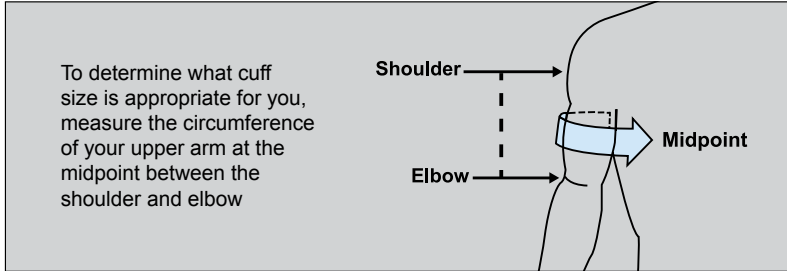 To determine what cuff
size is appropriate for you,
measure the circumference
of your upper arm at the
midpoint between the
shoulder and elbow
Shoulder
Midpoint
Elbow